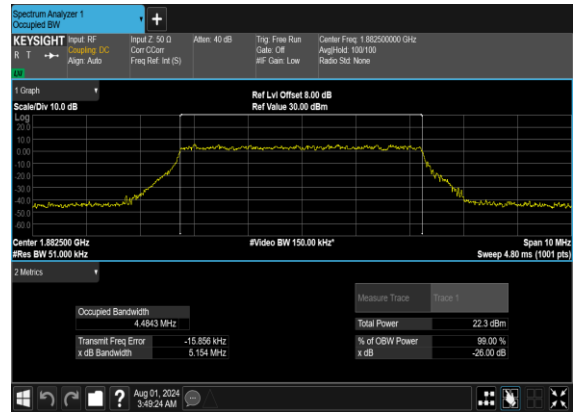 Spectrum Analyzer 1
Occupied BW
KEYSIGHT
R T
LU
Input: RF
Coupling: DC
Align: Auto
Input Z: 50 Ω
Corr CCorr
Freq Ref: Int (S)
Atten: 40 dB
Trig: Free Run
Gate: Off
#IF Gain: Low
Center Freq: 1.882500000 GHz
Avg|Hold: 100/100
Radio Std: None
1 Graph
Scale/Div 10.0 dB
Ref Lvl Offset 8.00 dB
Ref Value 30.00 dBm
Log
20.0
10.0
0.00
-10.0
-20.0
-30.0
-40.0
-50.0
-60.0
Center 1.882500 GHz
#Res BW 51.000 kHz
#Video BW 150.00 kHz*
Span 10 MHz
Sweep 4.80 ms (1001 pts)
2 Metrics
Measure Trace Trace 1
Occupied Bandwidth
4.4843 MHz
Total Power 22.3 dBm
Transmit Freq Error -15.856 kHz
x dB Bandwidth 5.154 MHz
% of OBW Power 99.00 %
x dB -26.00 dB
Aug 01, 2024
3:49:24 AM